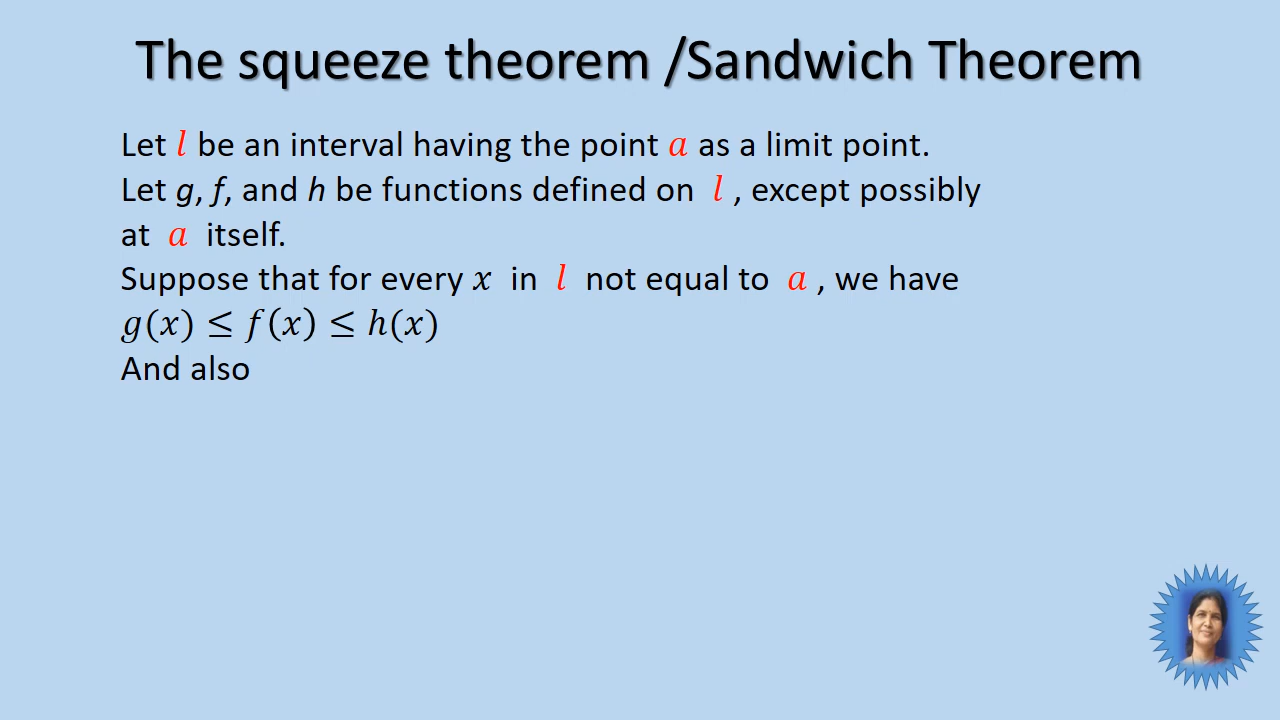 The squeeze theorem /Sandwich Theorem
Let l be an interval having the point a as a limit point.
Let g, f, and h be functions defined on l , except possibly
at a itself.
Suppose that for every x in l not equal to a , we have
g(x) ≤ f(x) ≤ h(x)
And also